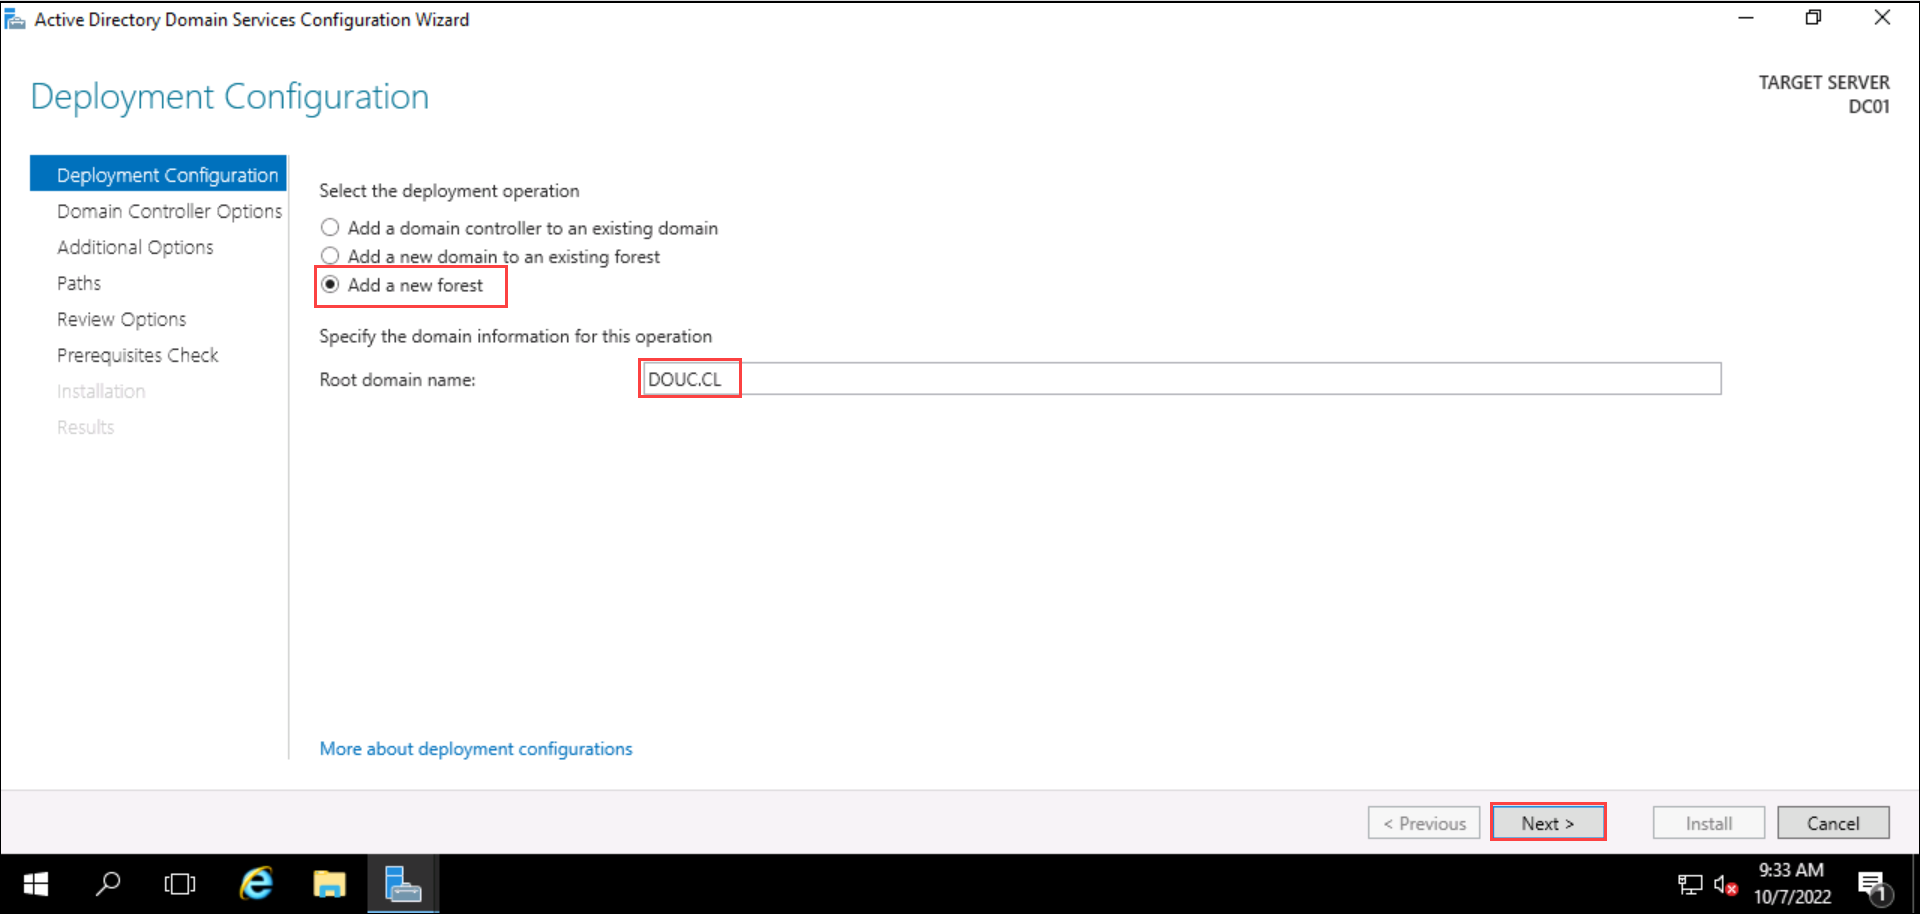 Active Directory Domain Services Configuration Wizard
Deployment Configuration
TARGET SERVER
DC01
Deployment Configuration
Domain Controller Options
Additional Options
Paths
Review Options
Prerequisites Check
Installation
Results
Select the deployment operation
Add a domain controller to an existing domain
Add a new domain to an existing forest
Add a new forest
Specify the domain information for this operation
Root domain name:
DOUC.CL
More about deployment configurations
< Previous
Next >
Install
Cancel
9:33 AM
10/7/2022
1